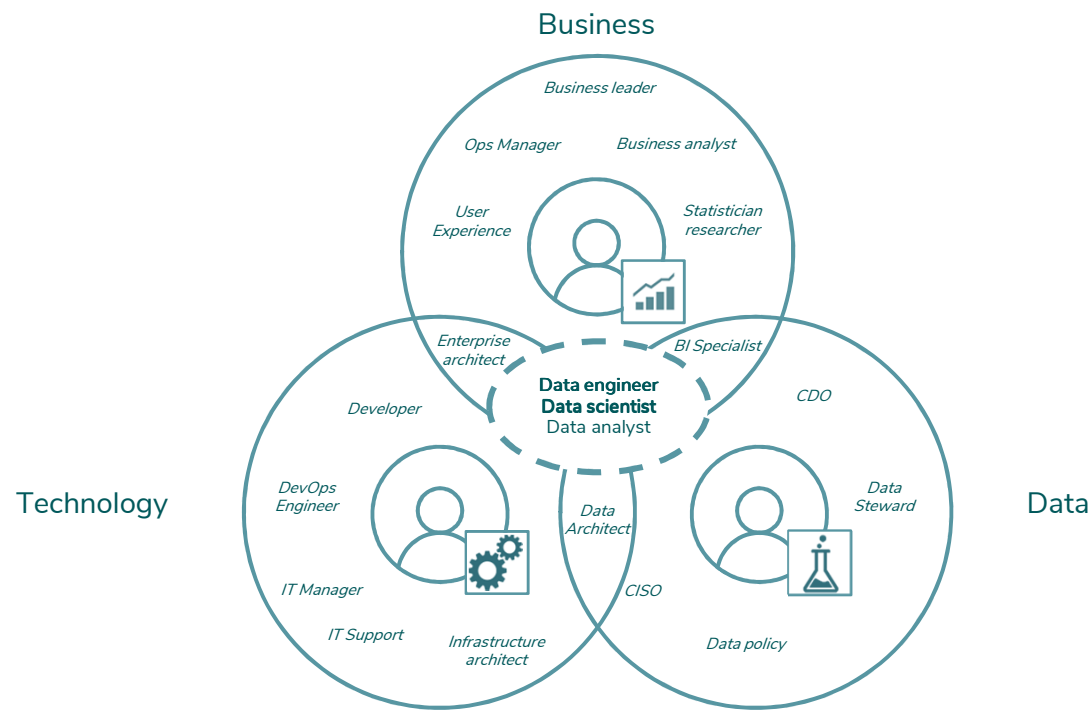 Business
Business leader
Ops Manager
Business analyst
User
Experience
Statistician
researcher
Enterprise
architect
BI Specialist
Data engineer
Data scientist
Data analyst
Developer
CDO
Technology
DevOps
Engineer
Data
Architect
Data
Steward
Data
IT Manager
CISO
IT Support
Infrastructure
architect
Data policy